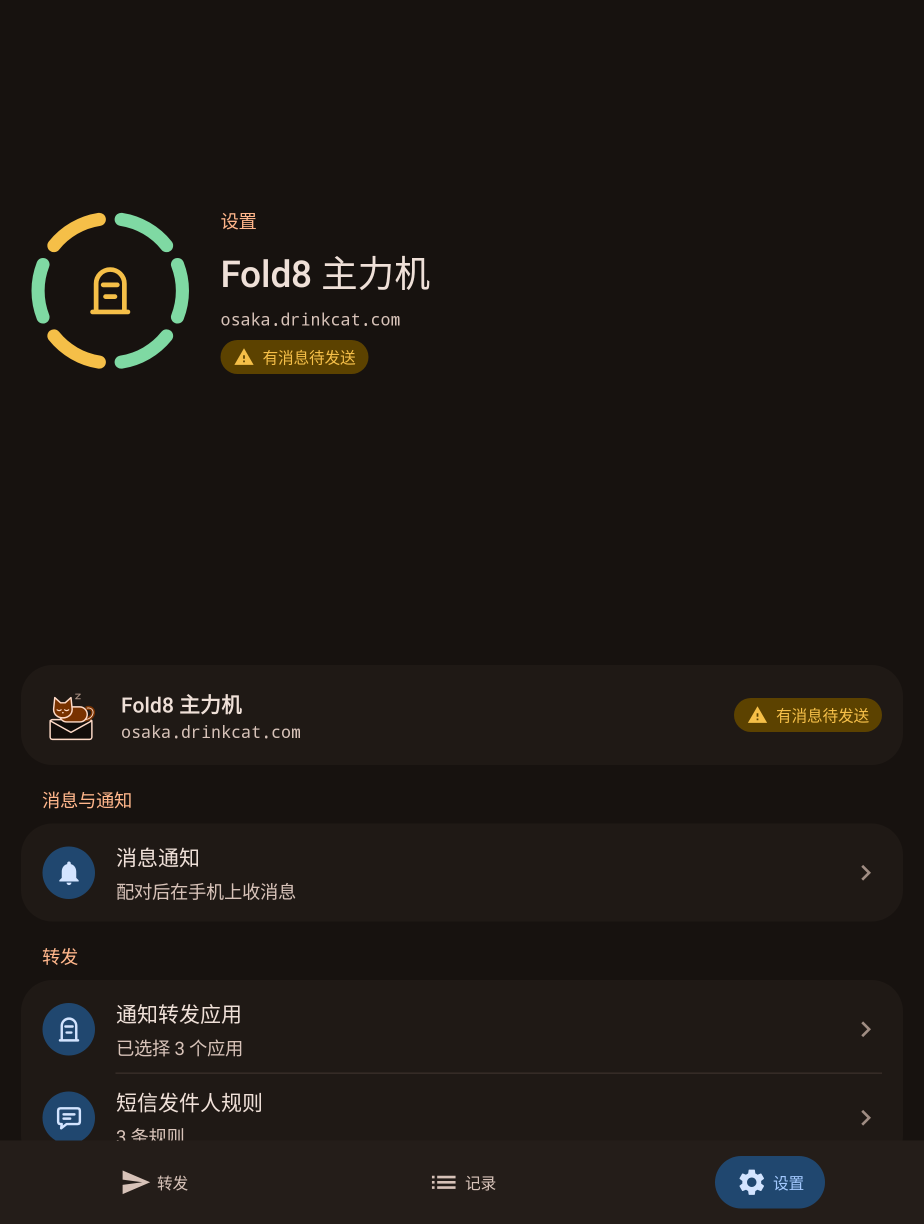 设置
Fold8 主力机
osaka.drinkcat.com
有消息待发送
Fold8 主力机
osaka.drinkcat.com
有消息待发送
消息与通知
消息通知
配对后在手机上收消息
转发
通知转发应用
已选择 3 个应用
短信发件人规则
3 条规则
转发
记录
设置